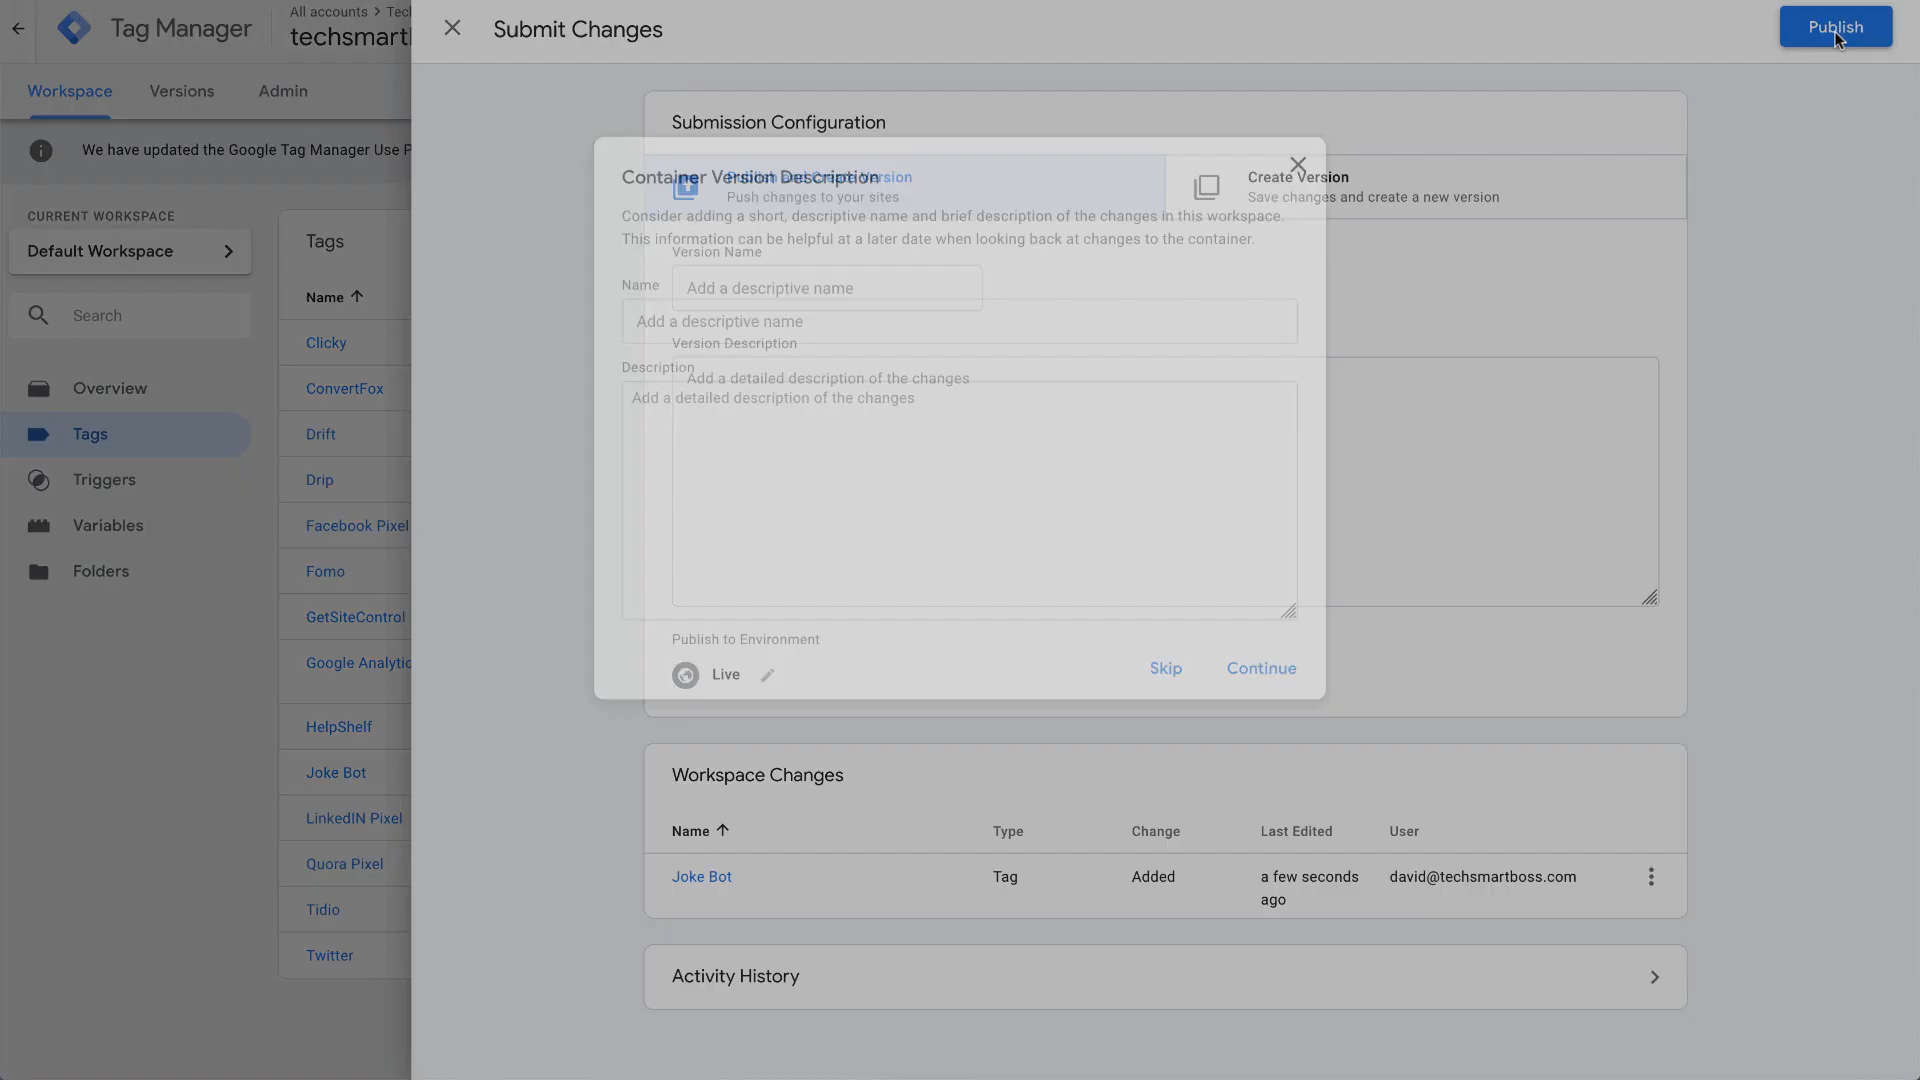 Tag Manager
All accounts > Tec
techsmartl
Submit Changes
Publish
Workspace
Versions
Admin
We have updated the Google Tag Manager Use P
CURRENT WORKSPACE
Default Workspace
Search
Overview
Tags
Triggers
Variables
Folders
Tags
Name
Clicky
ConvertFox
Drift
Drip
Facebook Pixel
Fomo
GetSiteControl
Google Analytic
HelpShelf
Joke Bot
LinkedIN Pixel
Quora Pixel
Tidio
Twitter
Submission Configuration
Publish and Create Version
Push changes to your sites
Create Version
Save changes and create a new version
Version Name
Add a descriptive name
Version Description
Add a detailed description of the changes
Publish to Environment
Live
Container Version Description
Consider adding a short, descriptive name and brief description of the changes in this workspace.
This information can be helpful at a later date when looking back at changes to the container.
Name
Add a descriptive name
Description
Add a detailed description of the changes
Skip
Continue
Workspace Changes
Name
Type
Change
Last Edited
User
Joke Bot
Tag
Added
a few seconds
ago
david@techsmartboss.com
Activity History